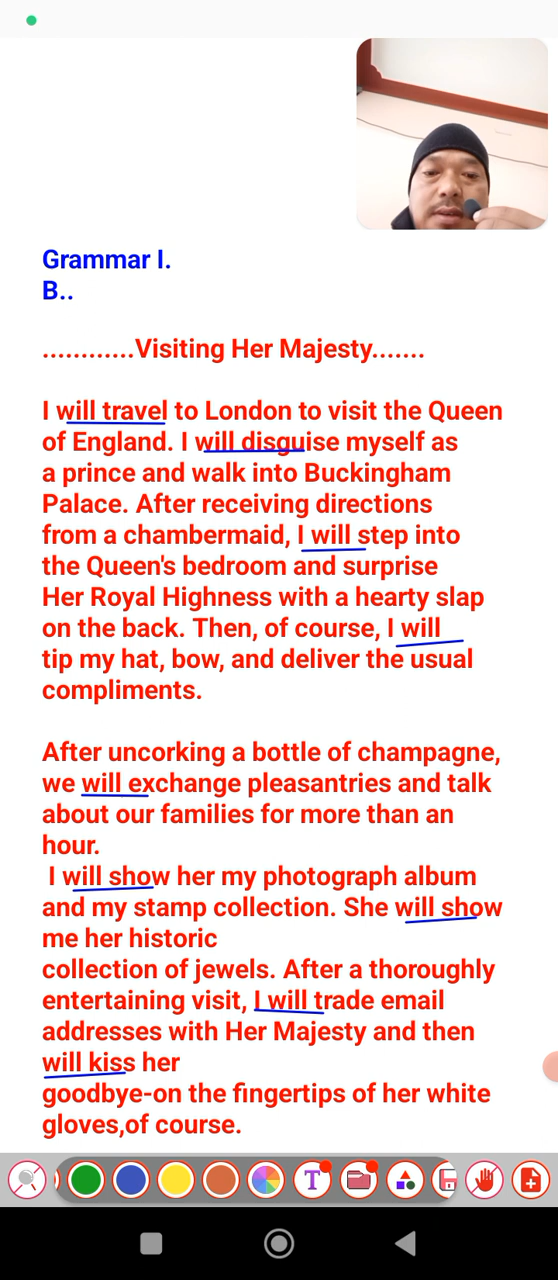 Grammar I.
B..
............Visiting Her Majesty.......
I will travel to London to visit the Queen
of England. I will disguise myself as
a prince and walk into Buckingham
Palace. After receiving directions
from a chambermaid, I will step into
the Queen's bedroom and surprise
Her Royal Highness with a hearty slap
on the back. Then, of course, I will
tip my hat, bow, and deliver the usual
compliments.
After uncorking a bottle of champagne,
we will exchange pleasantries and talk
about our families for more than an
hour.
I will show her my photograph album
and my stamp collection. She will show
me her historic
collection of jewels. After a thoroughly
entertaining visit, I will trade email
addresses with Her Majesty and then
will kiss her
goodbye-on the fingertips of her white
gloves,of course.
T